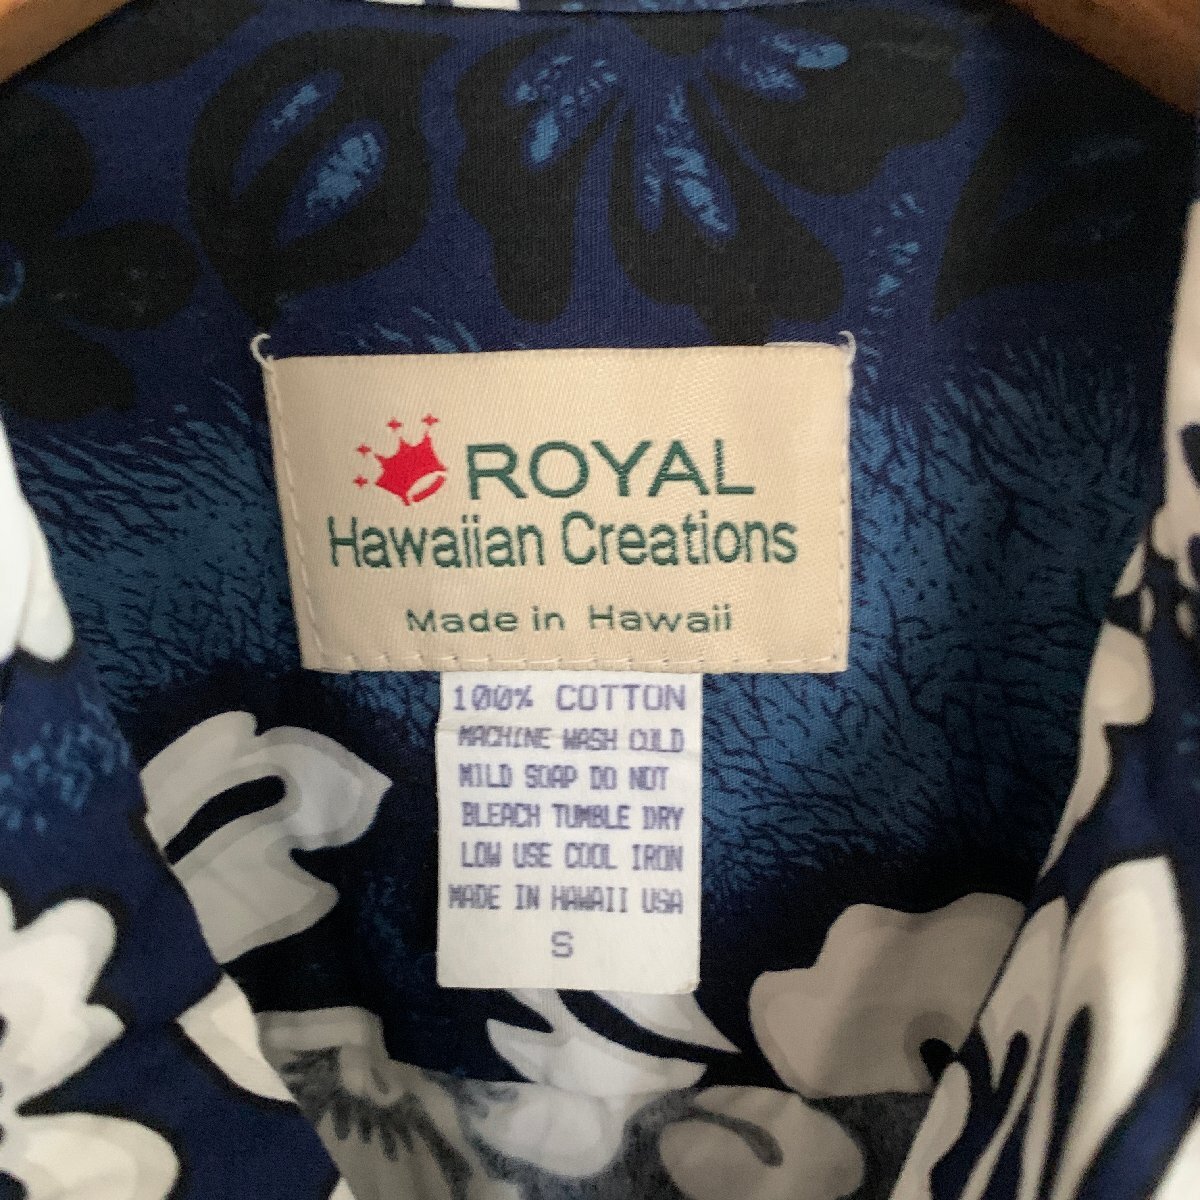 ROYAL
Hawaiian Creations
Made in Hawaii
100% COTTON
MACHINE WASH COLD
MILD SOAP DO NOT
BLEACH TUMBLE DRY
LOW USE COOL IRON
MADE IN HAWAII USA
S